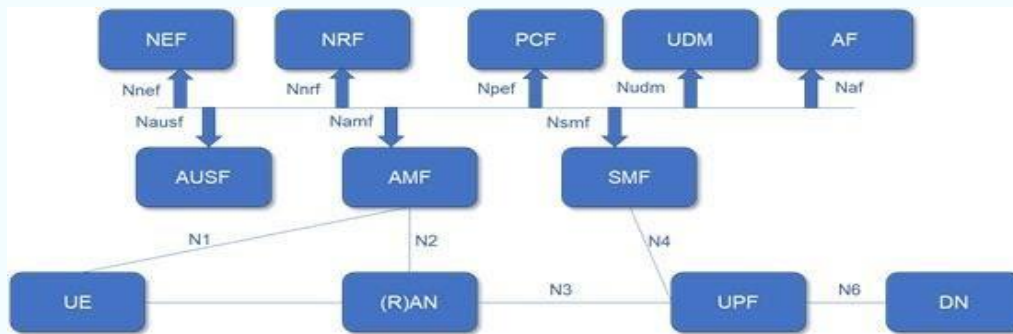 NEF NRF PCF UDM AF
Nnef Nnrf Npef Nudm Naf
Nausf Namf Nsmf
AUSF AMF SMF
N1 N2 N4
UE (R)AN N3 UPF N6 DN